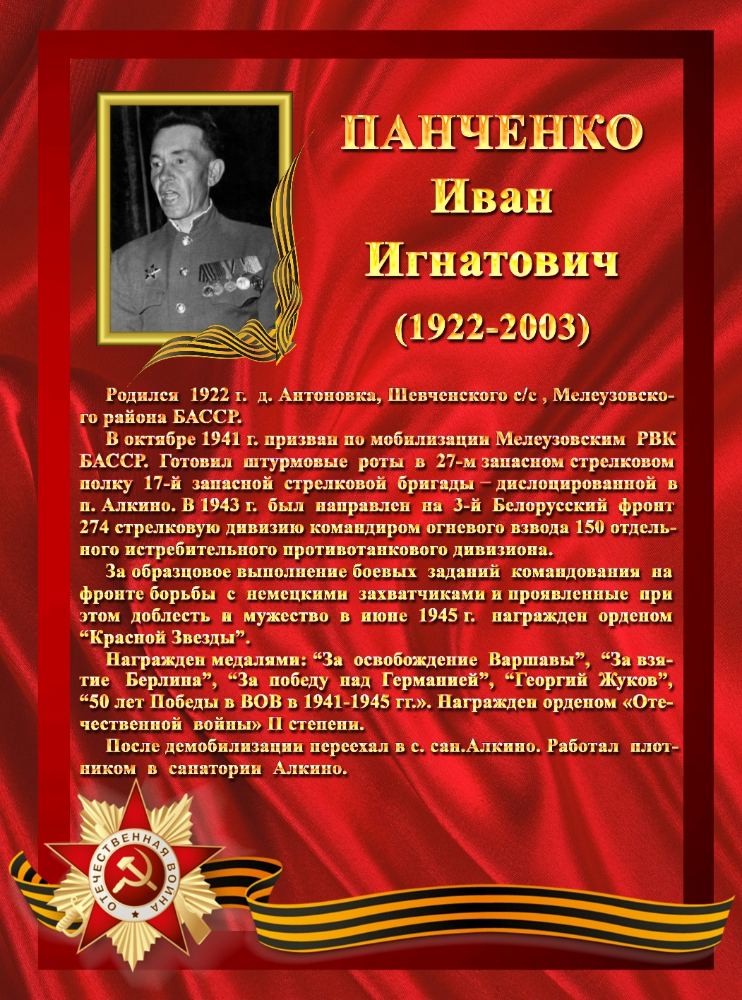 ПАНЧЕНКО
Иван
Игнатович
(1922-2003)
Родился 1922 г. д. Антоновка, Шевченского с/с , Мелеузовско-
го района БАССР.
В октябре 1941 г. призван по мобилизации Мелеузовским РВК
БАССР. Готовил штурмовые роты в 27-м запасном стрелковом
полку 17-й запасной стрелковой бригады – дислоцированной в
п. Алкино. В 1943 г. был направлен на 3-й Белорусский фронт
274 стрелковую дивизию командиром огневого взвода 150 отдель-
ного истребительного противотанкового дивизиона.
За образцовое выполнение боевых заданий командования на
фронте борьбы с немецкими захватчиками и проявленные при
этом доблесть и мужество в июне 1945 г. награжден орденом
“Красной Звезды”.
Награжден медалями: “За освобождение Варшавы”, “За взя-
тие Берлина”, “За победу над Германией”, “Георгий Жуков”,
“50 лет Победы в ВОВ в 1941-1945 гг.». Награжден орденом «Оте-
чественной войны» II степени.
После демобилизации переехал в с. сан.Алкино. Работал плот-
ником в санатории Алкино.
ОТЕЧЕСТВЕННАЯ ВОЙНА